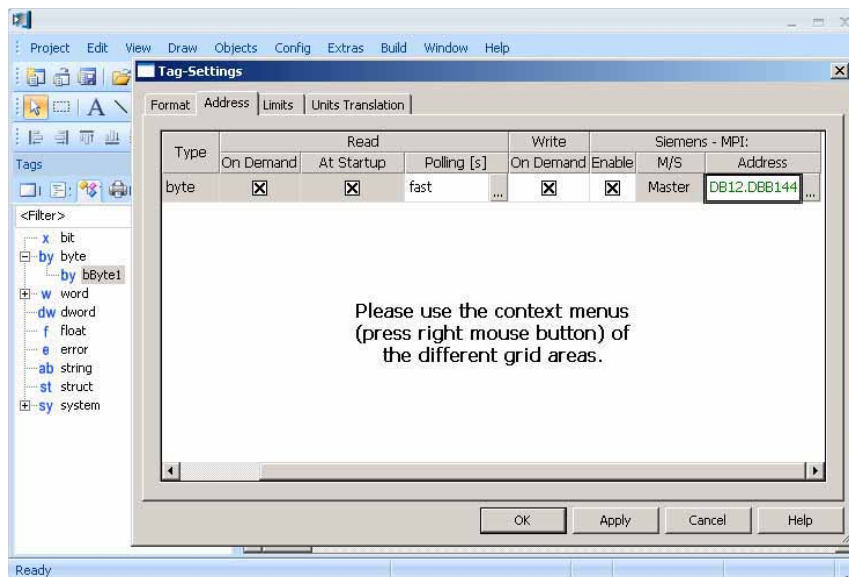 Project Edit View Draw Objects Config Extras Build Window Help
Tag-Settings
A
Format Address Limits Units Translation
Tags
Type Read Write Siemens - MPI:
On Demand At Startup Polling [s] On Demand Enable M/S Address
byte fast ... Master DB12.DBB144 ...
<Filter>
x bit
by byte
by bByte1
w word
dw dword
f float
e error
ab string
st struct
sy system
Please use the context menus
(press right mouse button) of
the different grid areas.
OK Apply Cancel Help
Ready